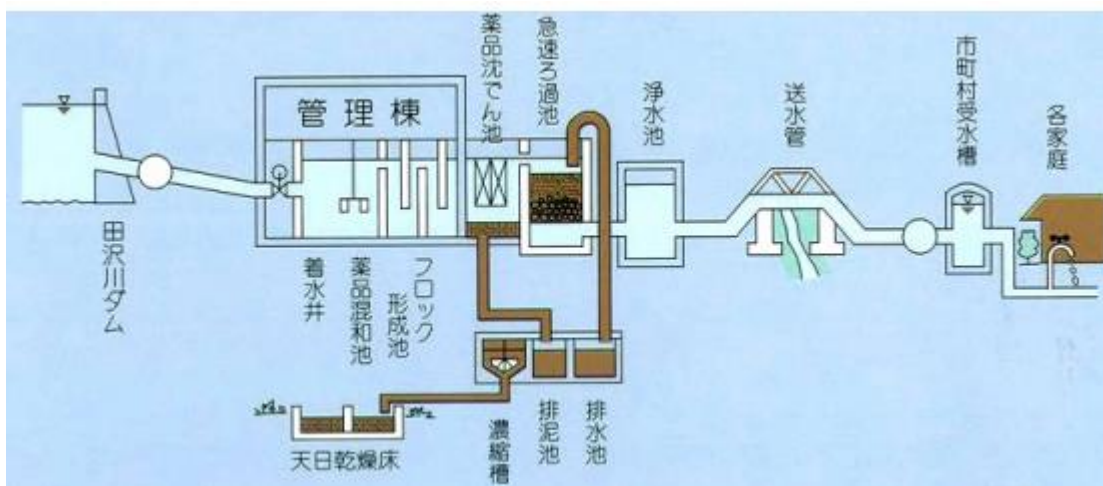 田沢川ダム
管理棟
着水井
薬品混和池
フロック
形成池
薬品沈でん池
急速ろ過池
浄水池
送水管
市町村受水槽
各家庭
天日乾燥床
濃縮槽
排泥池
排水池